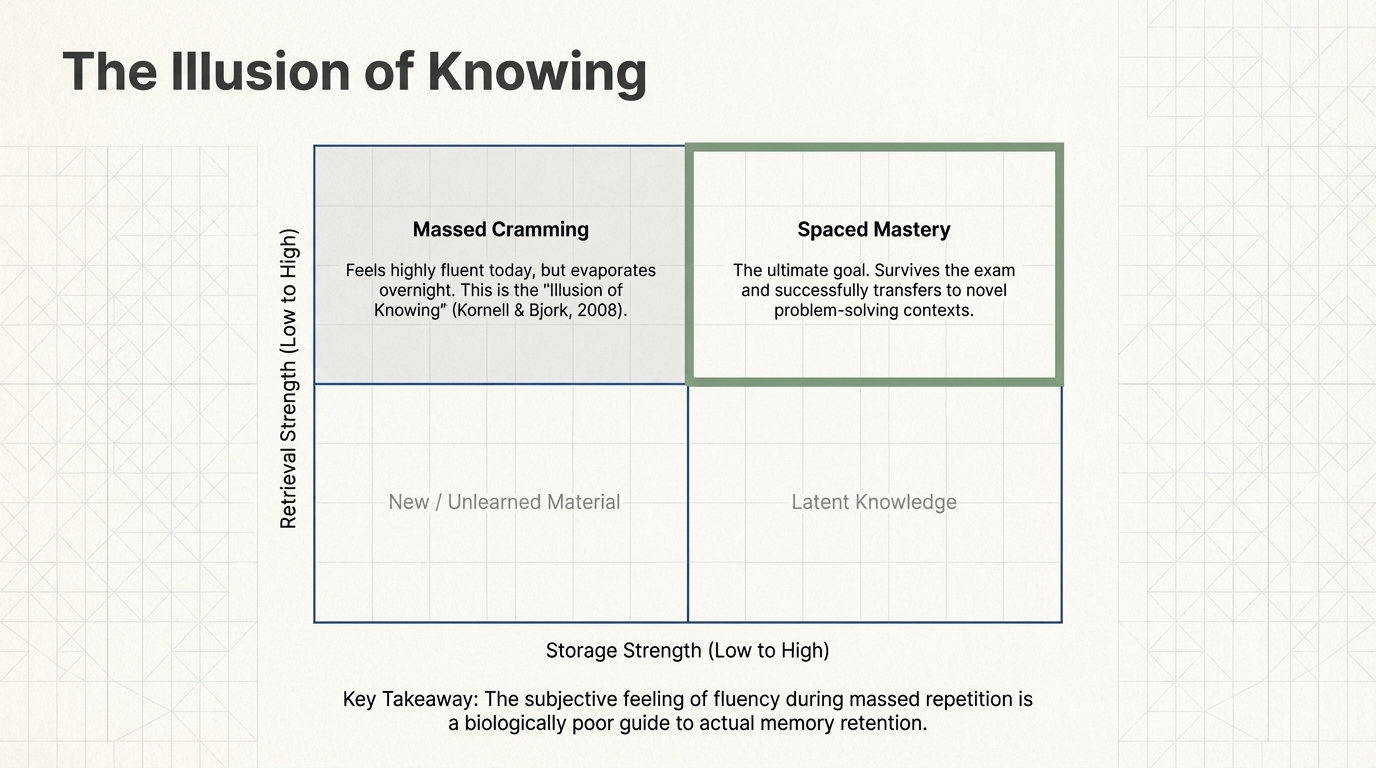 The Illusion of Knowing
Retrieval Strength (Low to High)
Massed Cramming
Feels highly fluent today, but evaporates
overnight. This is the "Illusion of
Knowing" (Kornell & Bjork, 2008).
Spaced Mastery
The ultimate goal. Survives the exam
and successfully transfers to novel
problem-solving contexts.
New / Unlearned Material
Latent Knowledge
Storage Strength (Low to High)
Key Takeaway: The subjective feeling of fluency during massed repetition is
a biologically poor guide to actual memory retention.